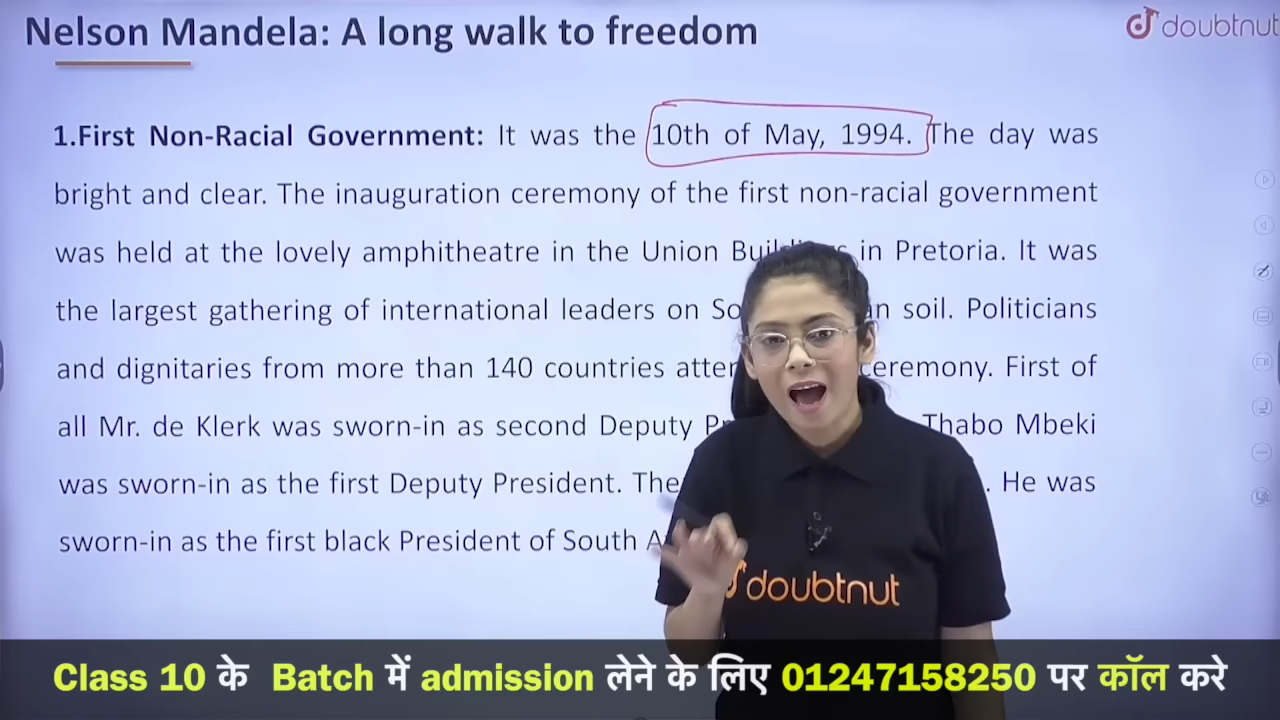 Nelson Mandela: A long walk to freedom
doubtnut
1.First Non-Racial Government: It was the 10th of May, 1994. The day was
bright and clear. The inauguration ceremony of the first non-racial government
was held at the lovely amphitheatre in the Union Buildings in Pretoria. It was
the largest gathering of international leaders on So an soil. Politicians
and dignitaries from more than 140 countries atten ceremony. First of
all Mr. de Klerk was sworn-in as second Deputy Pr Thabo Mbeki
was sworn-in as the first Deputy President. The . He was
sworn-in as the first black President of South A
doubtnut
Class 10 के Batch में admission लेने के लिए 01247158250 पर कॉल करे